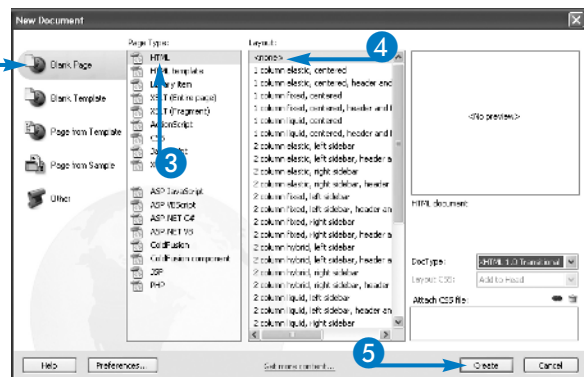 New Document
Page Type:
Layout:
Blank Page
Blank Template
Page from Template
Page from Sample
Other
HTML
HTML template
Library item
XSLT (Entire page)
XSLT (Fragment)
ActionScript
CSS
ASP JavaScript
ASP VBScript
ASP.NET C#
ASP.NET VB
ColdFusion
ColdFusion component
JSP
PHP
3
<none>
1 column elastic, centered
1 column elastic, centered, header and
1 column fixed, centered
1 column fixed, centered, header and f
1 column liquid, centered
1 column liquid, centered, header and f
2 column elastic, left sidebar
2 column elastic, left sidebar, header a
2 column elastic, right sidebar
2 column elastic, right sidebar, header
2 column fixed, left sidebar
2 column fixed, left sidebar, header an
2 column fixed, right sidebar
2 column fixed, right sidebar, header a
2 column hybrid, left sidebar
2 column hybrid, left sidebar, header a
2 column hybrid, right sidebar
2 column hybrid, right sidebar, header
2 column liquid, left sidebar
2 column liquid, left sidebar, header an
2 column liquid, right sidebar
4
<No preview>
HTML document
DocType:
XHTML 1.0 Transitional
Layout CSS:
Add to Head
Attach CSS file:
5
Help
Preferences...
Get more content...
Create
Cancel